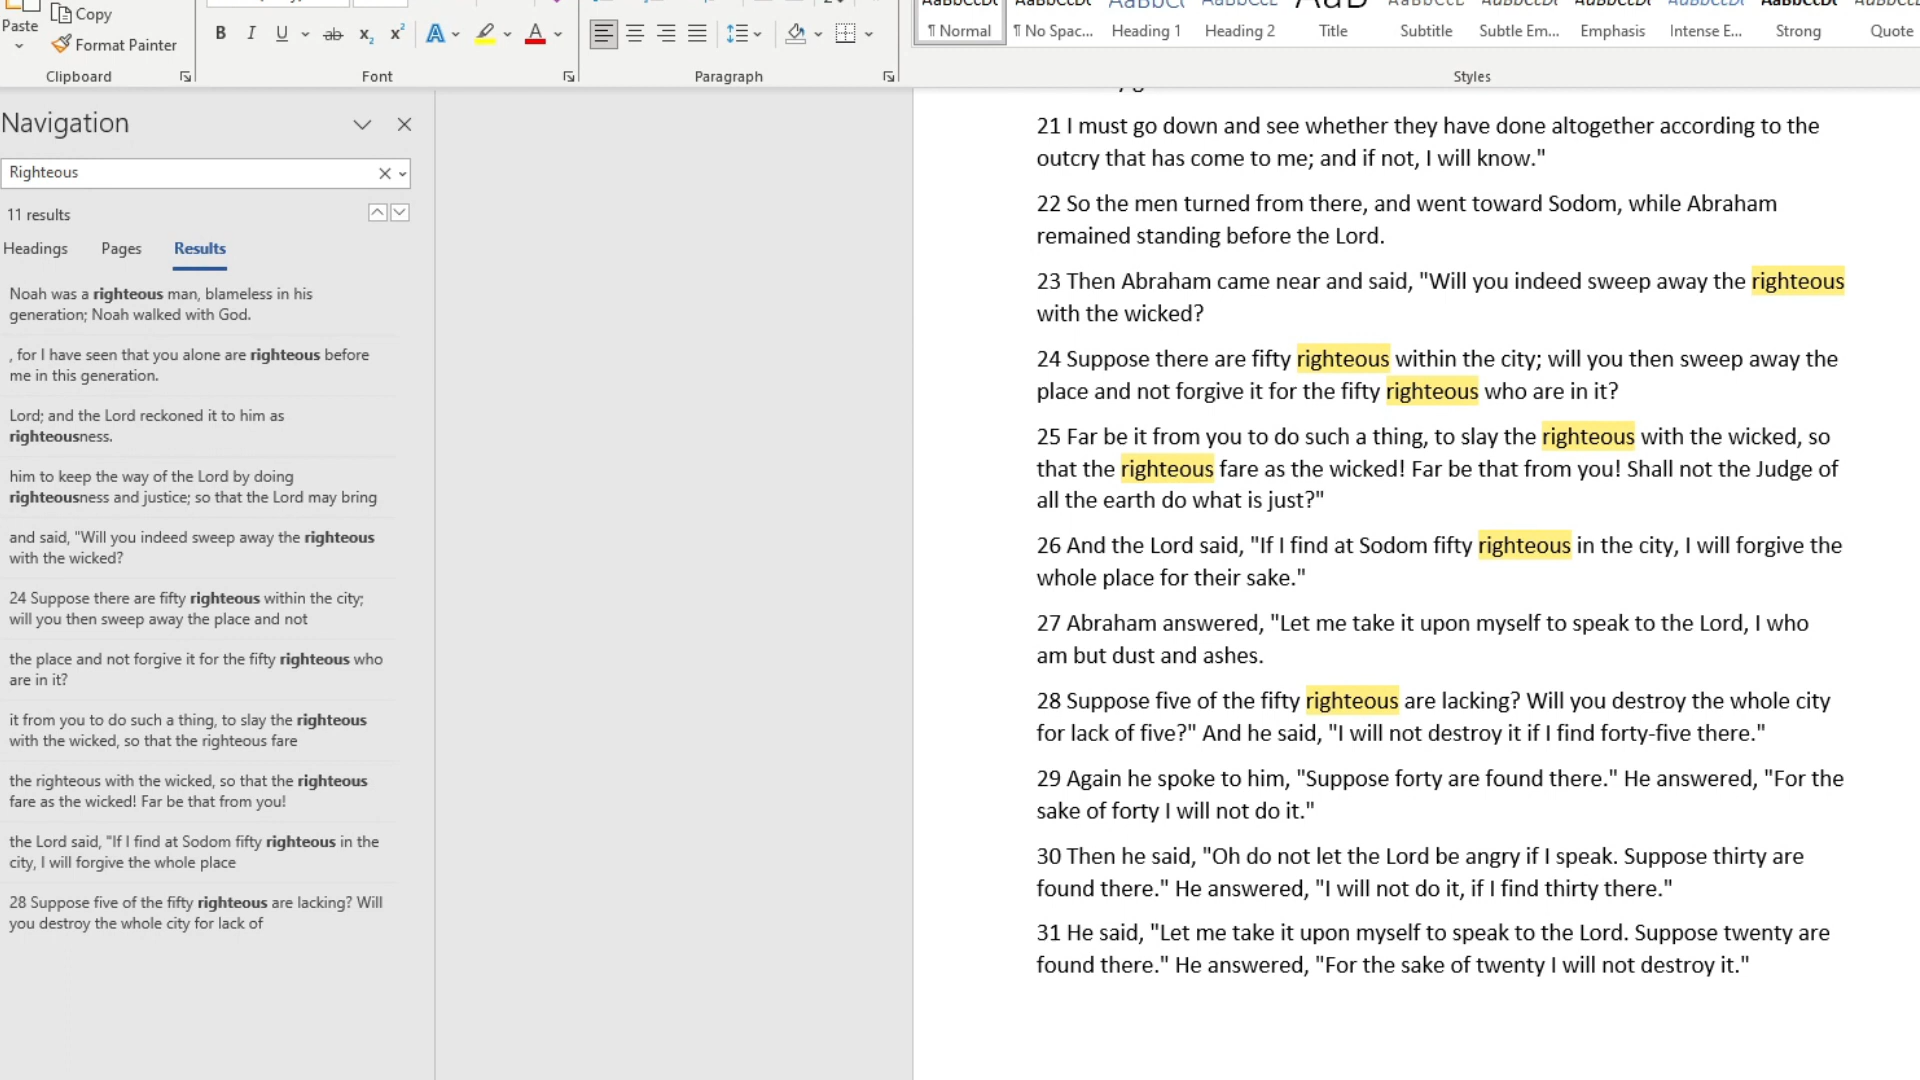 Paste
Copy
Format Painter
Clipboard
B I U ab x₂ x² A A
Font
Paragraph
AaBbCcDc AaBbCcDc AaBbC( AaBbCcE AaB AaBbCcD AaBbCcDc AaBbCcDc AaBbCcDc AaBbCcDc
¶ Normal ¶ No Spac... Heading 1 Heading 2 Title Subtitle Subtle Em... Emphasis Intense E... Strong Quote
Styles
Navigation
Righteous
11 results
Headings Pages Results
Noah was a righteous man, blameless in his
generation; Noah walked with God.
, for I have seen that you alone are righteous before
me in this generation.
Lord; and the Lord reckoned it to him as
righteousness.
him to keep the way of the Lord by doing
righteousness and justice; so that the Lord may bring
and said, "Will you indeed sweep away the righteous
with the wicked?
24 Suppose there are fifty righteous within the city;
will you then sweep away the place and not
the place and not forgive it for the fifty righteous who
are in it?
it from you to do such a thing, to slay the righteous
with the wicked, so that the righteous fare
the righteous with the wicked, so that the righteous
fare as the wicked! Far be that from you!
the Lord said, "If I find at Sodom fifty righteous in the
city, I will forgive the whole place
28 Suppose five of the fifty righteous are lacking? Will
you destroy the whole city for lack of
21 I must go down and see whether they have done altogether according to the
outcry that has come to me; and if not, I will know."
22 So the men turned from there, and went toward Sodom, while Abraham
remained standing before the Lord.
23 Then Abraham came near and said, "Will you indeed sweep away the righteous
with the wicked?
24 Suppose there are fifty righteous within the city; will you then sweep away the
place and not forgive it for the fifty righteous who are in it?
25 Far be it from you to do such a thing, to slay the righteous with the wicked, so
that the righteous fare as the wicked! Far be that from you! Shall not the Judge of
all the earth do what is just?"
26 And the Lord said, "If I find at Sodom fifty righteous in the city, I will forgive the
whole place for their sake."
27 Abraham answered, "Let me take it upon myself to speak to the Lord, I who
am but dust and ashes.
28 Suppose five of the fifty righteous are lacking? Will you destroy the whole city
for lack of five?" And he said, "I will not destroy it if I find forty-five there."
29 Again he spoke to him, "Suppose forty are found there." He answered, "For the
sake of forty I will not do it."
30 Then he said, "Oh do not let the Lord be angry if I speak. Suppose thirty are
found there." He answered, "I will not do it, if I find thirty there."
31 He said, "Let me take it upon myself to speak to the Lord. Suppose twenty are
found there." He answered, "For the sake of twenty I will not destroy it."